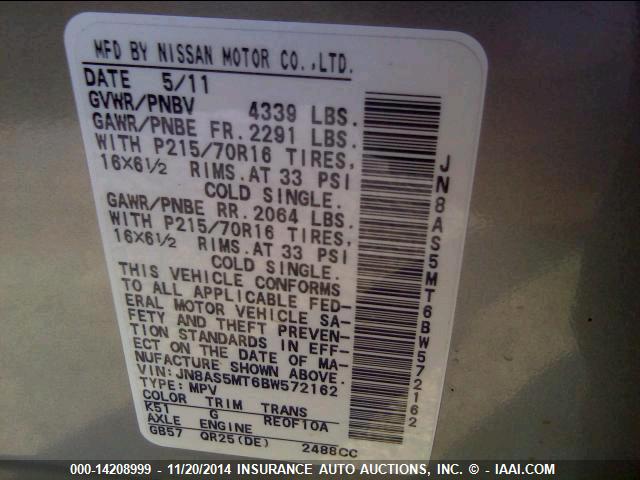 MFD BY NISSAN MOTOR CO.,LTD.
DATE 5/11
GVWR/PNBV 4339 LBS.
GAWR/PNBE FR. 2291 LBS.
WITH P215/70R16 TIRES,
16X6½ RIMS. AT 33 PSI
COLD SINGLE.
GAWR/PNBE RR. 2064 LBS.
WITH P215/70R16 TIRES,
16X6½ RIMS. AT 33 PSI
COLD SINGLE.
THIS VEHICLE CONFORMS
TO ALL APPLICABLE FED-
ERAL MOTOR VEHICLE SA-
FETY AND THEFT PREVEN-
TION STANDARDS IN EFF-
ECT ON THE DATE OF MA-
NUFACTURE SHOWN ABOVE.
VIN: JN8AS5MT6BW572162
TYPE: MPV
COLOR TRIM TRANS
K51 G RE0F10A
AXLE ENGINE
GB57 QR25(DE) 2488CC
JN8AS5MT6BW572162
000-14208999 - 11/20/2014 INSURANCE AUTO AUCTIONS, INC. - © IAAI.COM